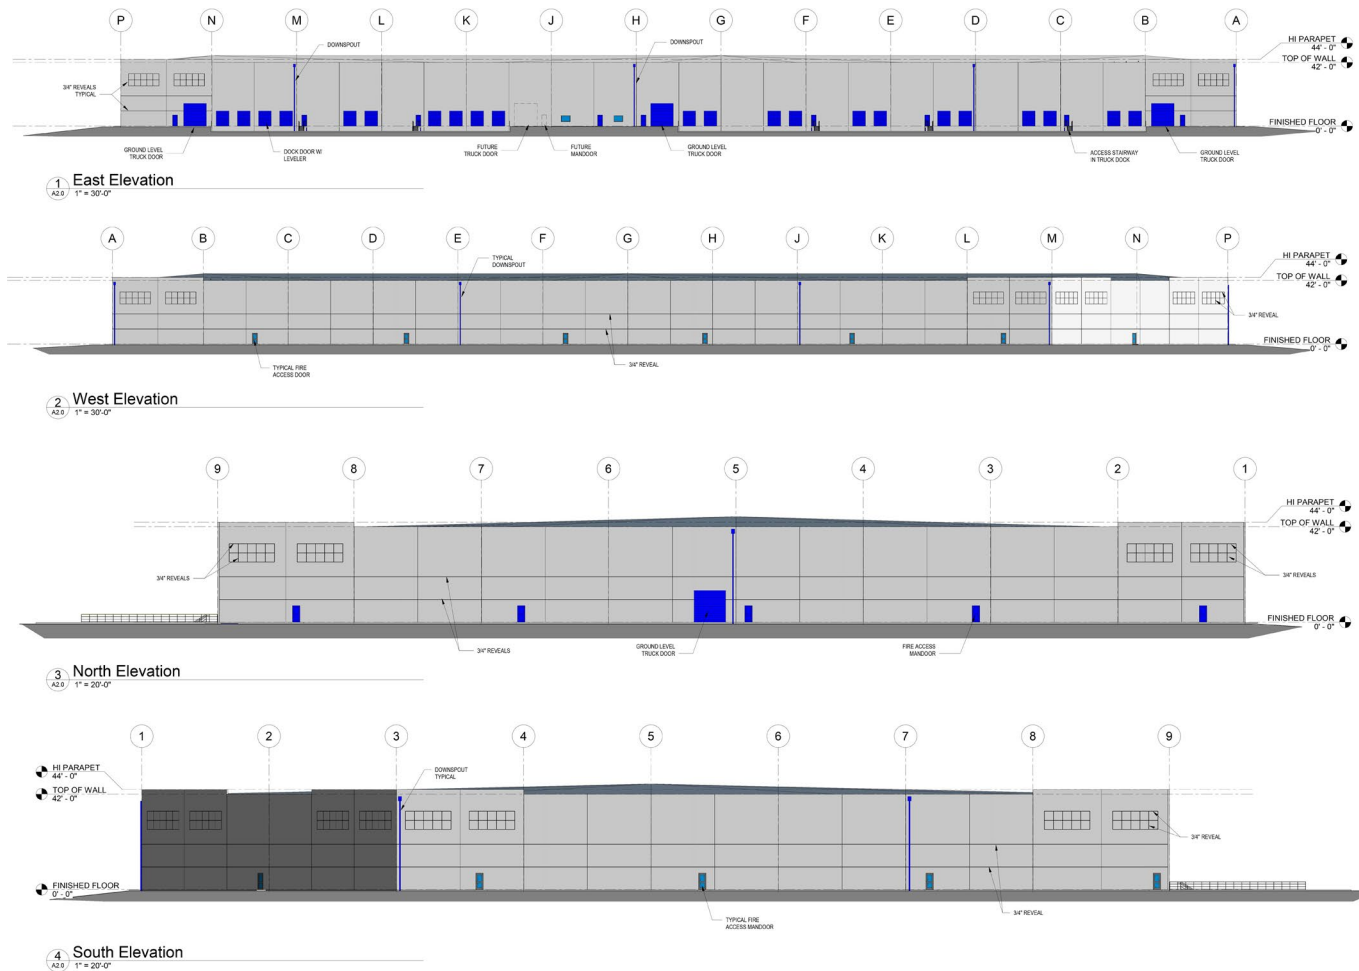 P N M L K J H G F E D C B A
DOWNSPOUT
DOWNSPOUT
HI PARAPET
44' - 0"
TOP OF WALL
42' - 0"
3/4" REVEALS
TYPICAL
FINISHED FLOOR
0' - 0"
GROUND LEVEL
TRUCK DOOR
DOCK DOOR W/
LEVELER
FUTURE
TRUCK DOOR
FUTURE
MANDOOR
GROUND LEVEL
TRUCK DOOR
ACCESS STAIRWAY
IN TRUCK DOCK
GROUND LEVEL
TRUCK DOOR
1 East Elevation
A2.0 1" = 30'-0"
A B C D E F G H J K L M N P
TYPICAL
DOWNSPOUT
HI PARAPET
44' - 0"
TOP OF WALL
42' - 0"
3/4" REVEAL
FINISHED FLOOR
0' - 0"
TYPICAL FIRE
ACCESS DOOR
3/4" REVEAL
2 West Elevation
A2.0 1" = 30'-0"
9 8 7 6 5 4 3 2 1
HI PARAPET
44' - 0"
TOP OF WALL
42' - 0"
3/4" REVEALS
3/4" REVEALS
FINISHED FLOOR
0' - 0"
3/4" REVEALS
GROUND LEVEL
TRUCK DOOR
FIRE ACCESS
MANDOOR
3 North Elevation
A2.0 1" = 20'-0"
1 2 3 4 5 6 7 8 9
HI PARAPET
44' - 0"
TOP OF WALL
42' - 0"
DOWNSPOUT
TYPICAL
3/4" REVEAL
FINISHED FLOOR
0' - 0"
TYPICAL FIRE
ACCESS MANDOOR
3/4" REVEAL
4 South Elevation
A2.0 1" = 20'-0"